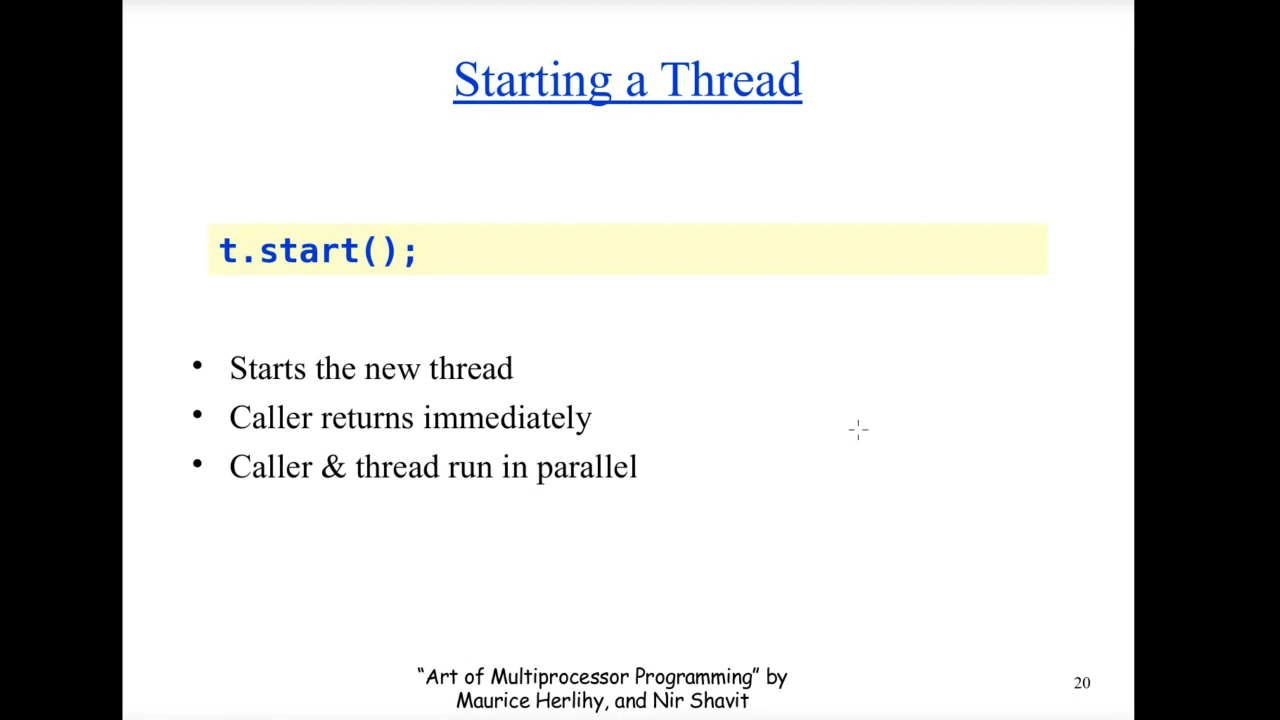 Starting a Thread
t.start();
• Starts the new thread
• Caller returns immediately
• Caller & thread run in parallel
“Art of Multiprocessor Programming” by
Maurice Herlihy, and Nir Shavit
20